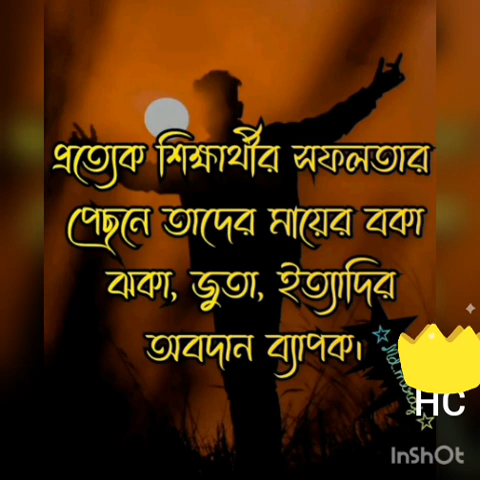 প্রত্যেক শিক্ষার্থীর সফলতার
পেছনে তাদের মায়ের বকা
ঝকা, জুতা, ইত্যাদির
অবদান ব্যাপক।
HC
InShOt